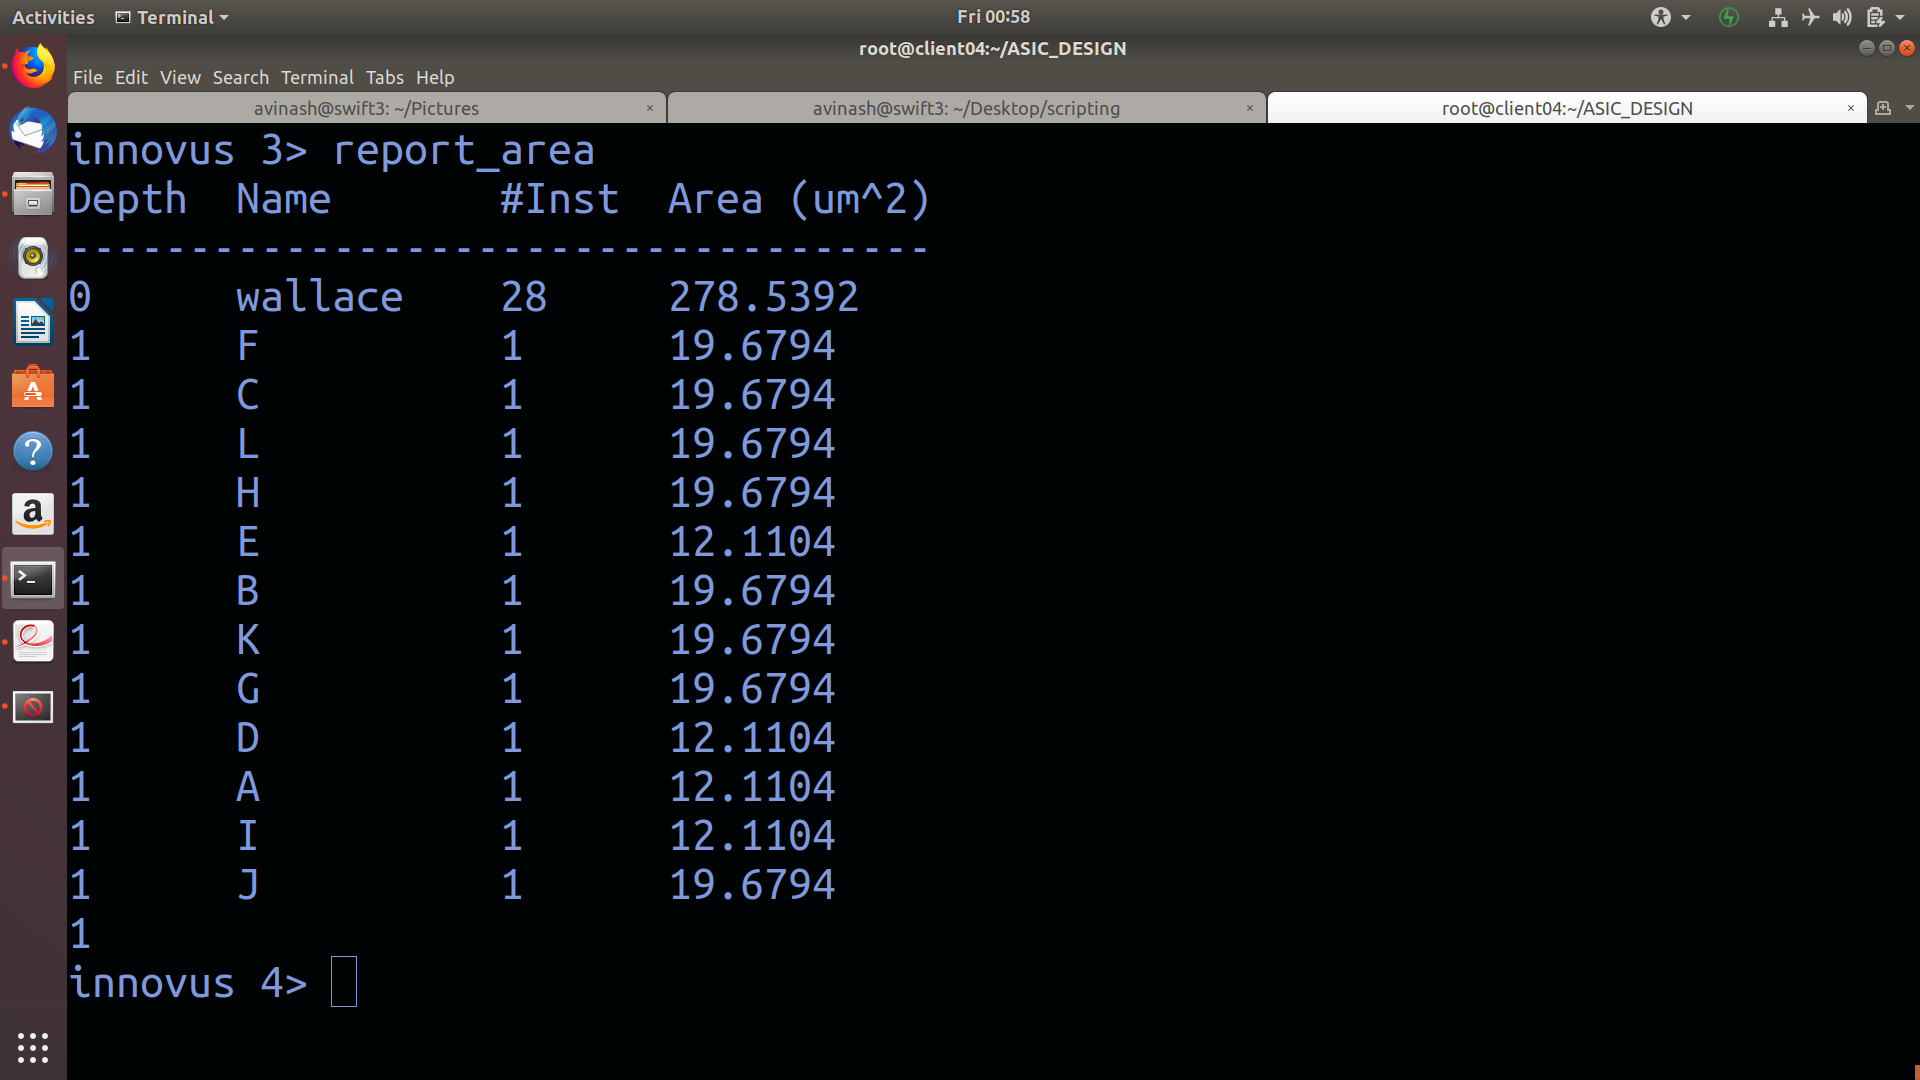 Activities Terminal Fri 00:58
root@client04:~/ASIC_DESIGN
File Edit View Search Terminal Tabs Help
avinash@swift3: ~/Pictures × avinash@swift3: ~/Desktop/scripting × root@client04:~/ASIC_DESIGN ×
innovus 3> report_area
Depth  Name       #Inst  Area (um^2)
------------------------------------
0      wallace    28     278.5392
1      F          1      19.6794
1      C          1      19.6794
1      L          1      19.6794
1      H          1      19.6794
1      E          1      12.1104
1      B          1      19.6794
1      K          1      19.6794
1      G          1      19.6794
1      D          1      12.1104
1      A          1      12.1104
1      I          1      12.1104
1      J          1      19.6794
1
innovus 4>